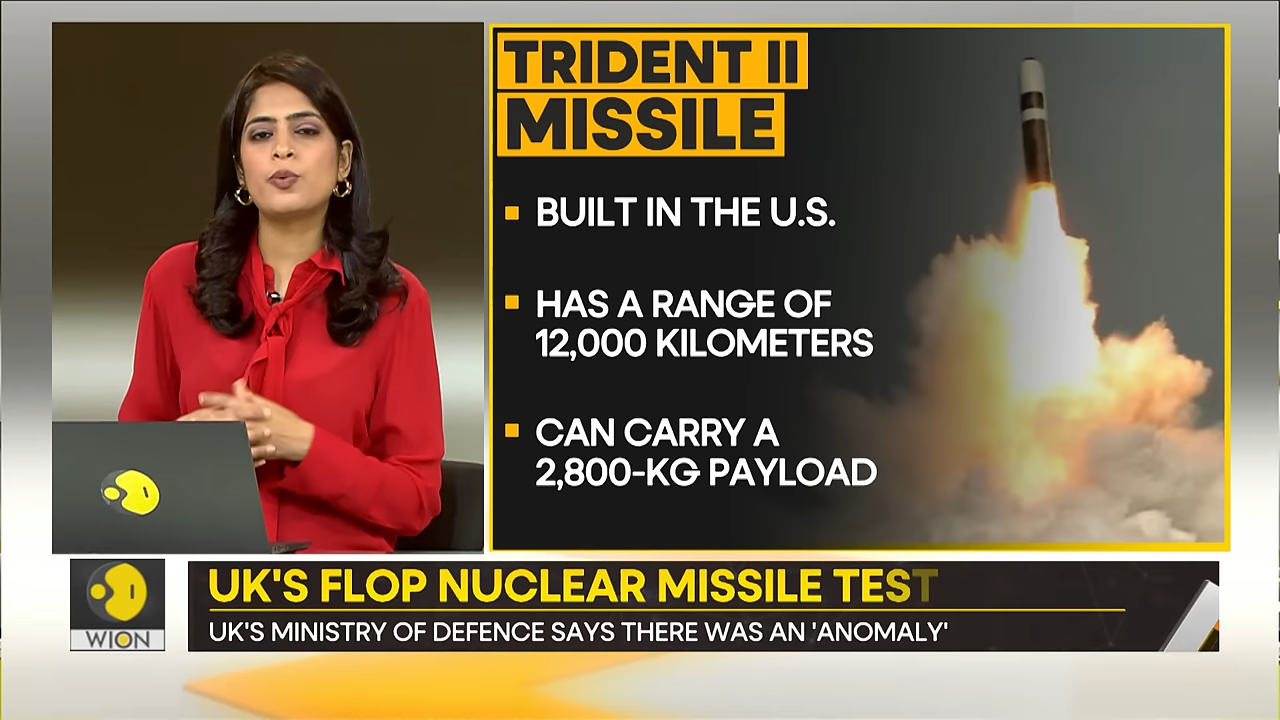 TRIDENT II
MISSILE
BUILT IN THE U.S.
HAS A RANGE OF
12,000 KILOMETERS
CAN CARRY A
2,800-KG PAYLOAD
UK'S FLOP NUCLEAR MISSILE TEST
UK'S MINISTRY OF DEFENCE SAYS THERE WAS AN 'ANOMALY'
WION